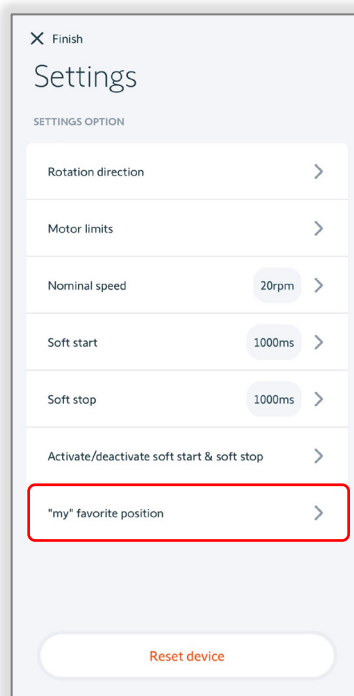 Finish
Settings
SETTINGS OPTION
Rotation direction
Motor limits
Nominal speed 20rpm
Soft start 1000ms
Soft stop 1000ms
Activate/deactivate soft start & soft stop
"my" favorite position
Reset device